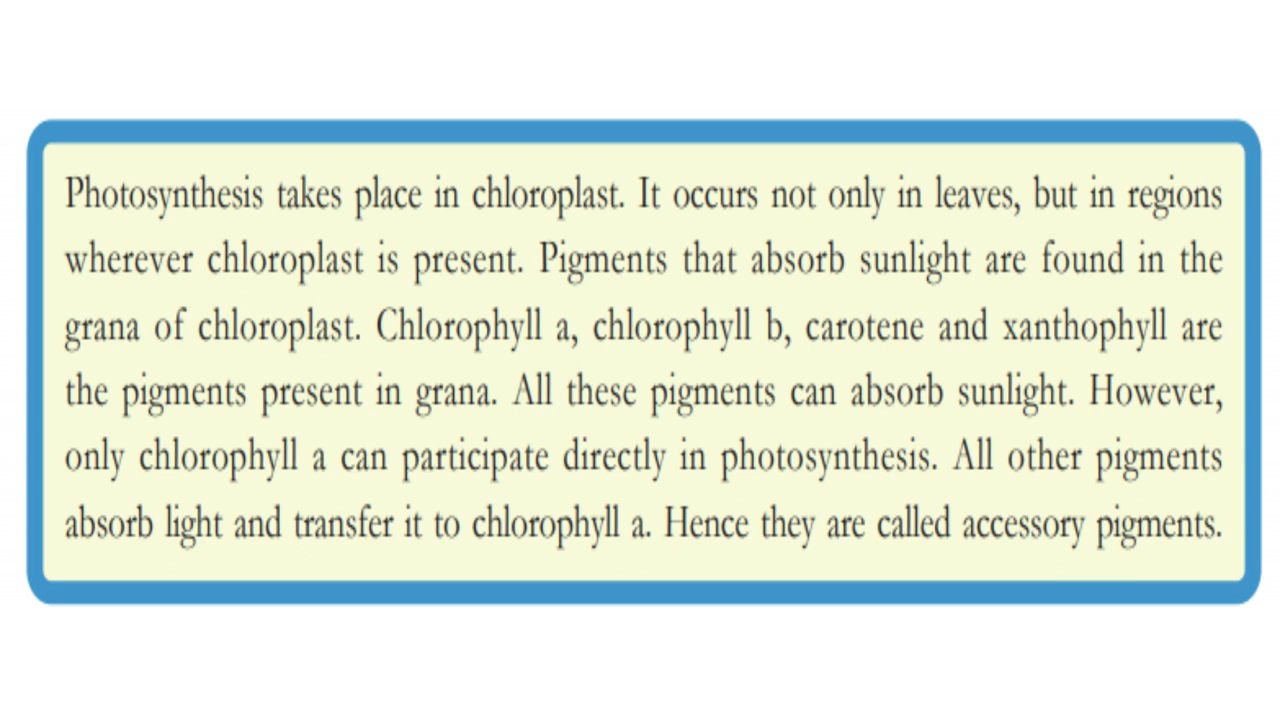 Photosynthesis takes place in chloroplast. It occurs not only in leaves, but in regions
wherever chloroplast is present. Pigments that absorb sunlight are found in the
grana of chloroplast. Chlorophyll a, chlorophyll b, carotene and xanthophyll are
the pigments present in grana. All these pigments can absorb sunlight. However,
only chlorophyll a can participate directly in photosynthesis. All other pigments
absorb light and transfer it to chlorophyll a. Hence they are called accessory pigments.